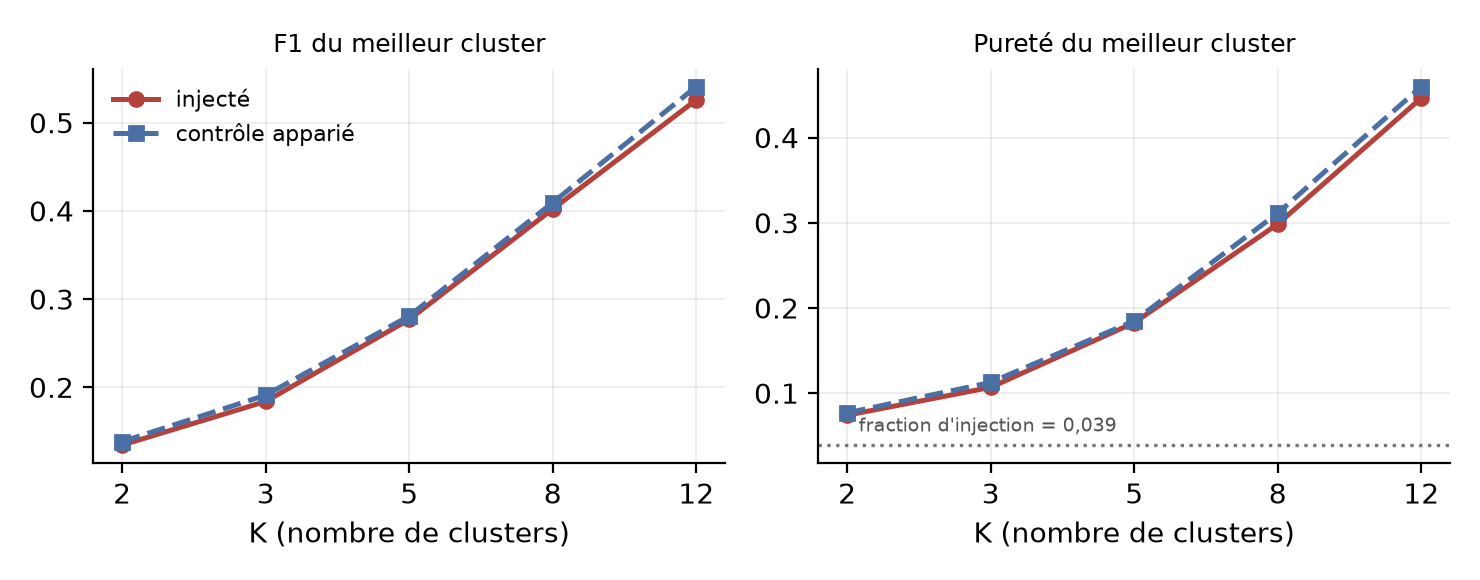 F1 du meilleur cluster
injecté
contrôle apparié
0.5
0.4
0.3
0.2
2 3 5 8 12
K (nombre de clusters)
Pureté du meilleur cluster
0.4
0.3
0.2
0.1
fraction d'injection = 0,039
2 3 5 8 12
K (nombre de clusters)